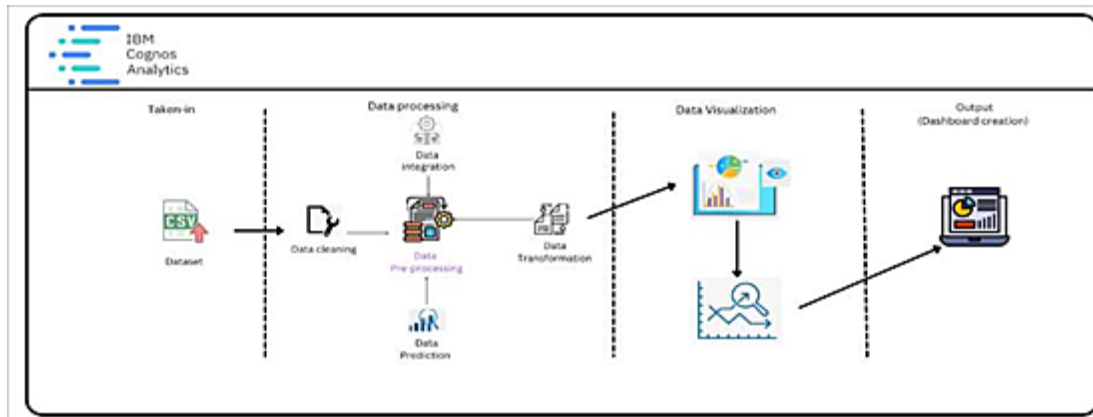 IBM
Cognos
Analytics
Taken-in
Data processing
Data Visualization
Output
(Dashboard creation)
Data
integration
CSV
Dataset
Data cleaning
Data
Pre-processing
Data
Transformation
Data
Prediction